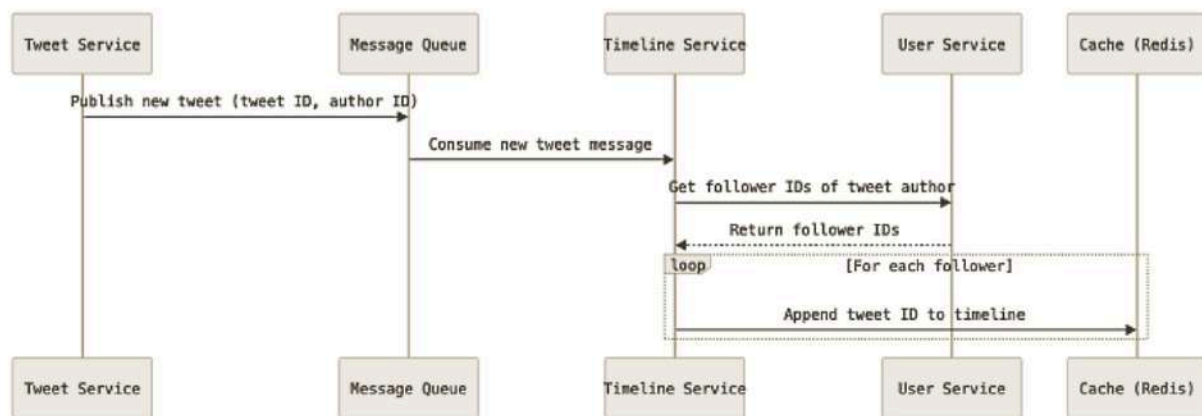 Tweet Service
Message Queue
Timeline Service
User Service
Cache (Redis)
Publish new tweet (tweet ID, author ID)
Consume new tweet message
Get follower IDs of tweet author
Return follower IDs
loop
[For each follower]
Append tweet ID to timeline
Tweet Service
Message Queue
Timeline Service
User Service
Cache (Redis)